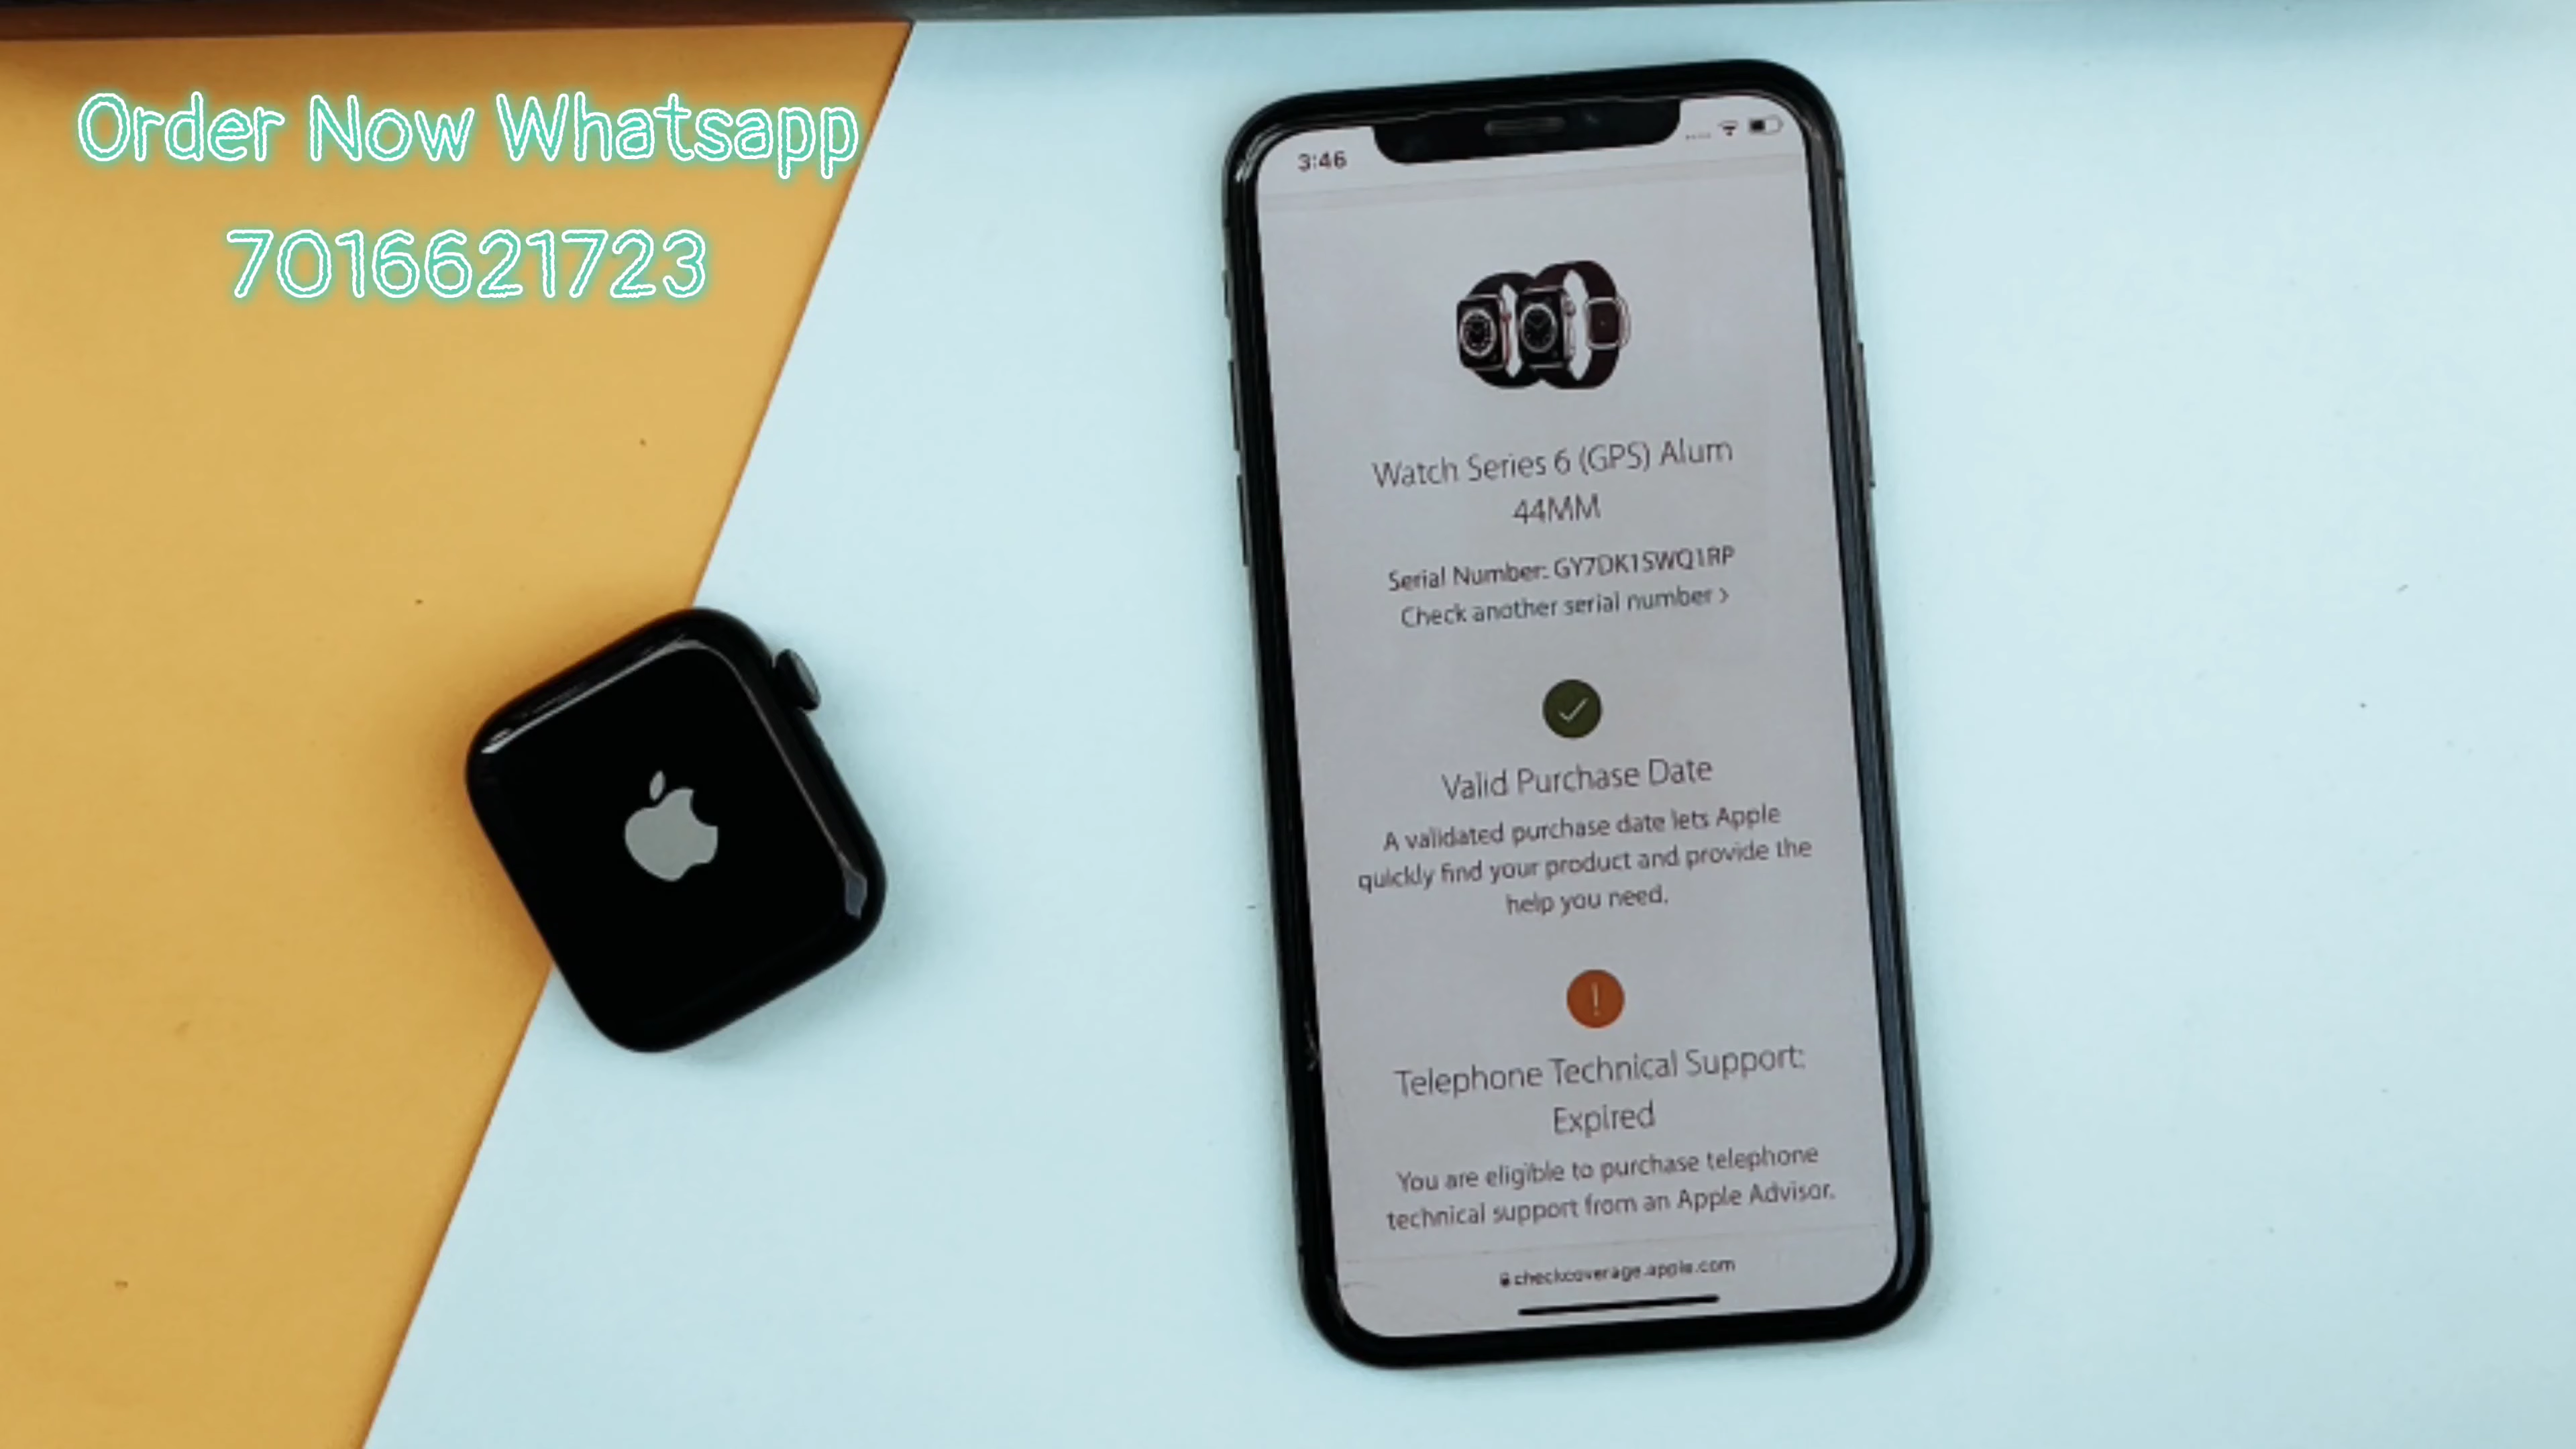 Order Now Whatsapp
7016621723
3:46
Watch Series 6 (GPS) Alum
44MM
Serial Number: GY7DK1SWQ1RP
Check another serial number >
Valid Purchase Date
A validated purchase date lets Apple
quickly find your product and provide the
help you need.
Telephone Technical Support:
Expired
You are eligible to purchase telephone
technical support from an Apple Advisor.
checkcoverage.apple.com